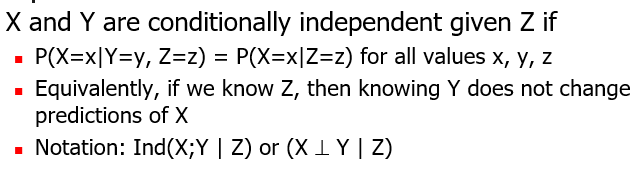 X and Y are conditionally independent given Z if
▪ P(X=x|Y=y, Z=z) = P(X=x|Z=z) for all values x, y, z
▪ Equivalently, if we know Z, then knowing Y does not change
predictions of X
▪ Notation: Ind(X;Y | Z) or (X ⊥ Y | Z)